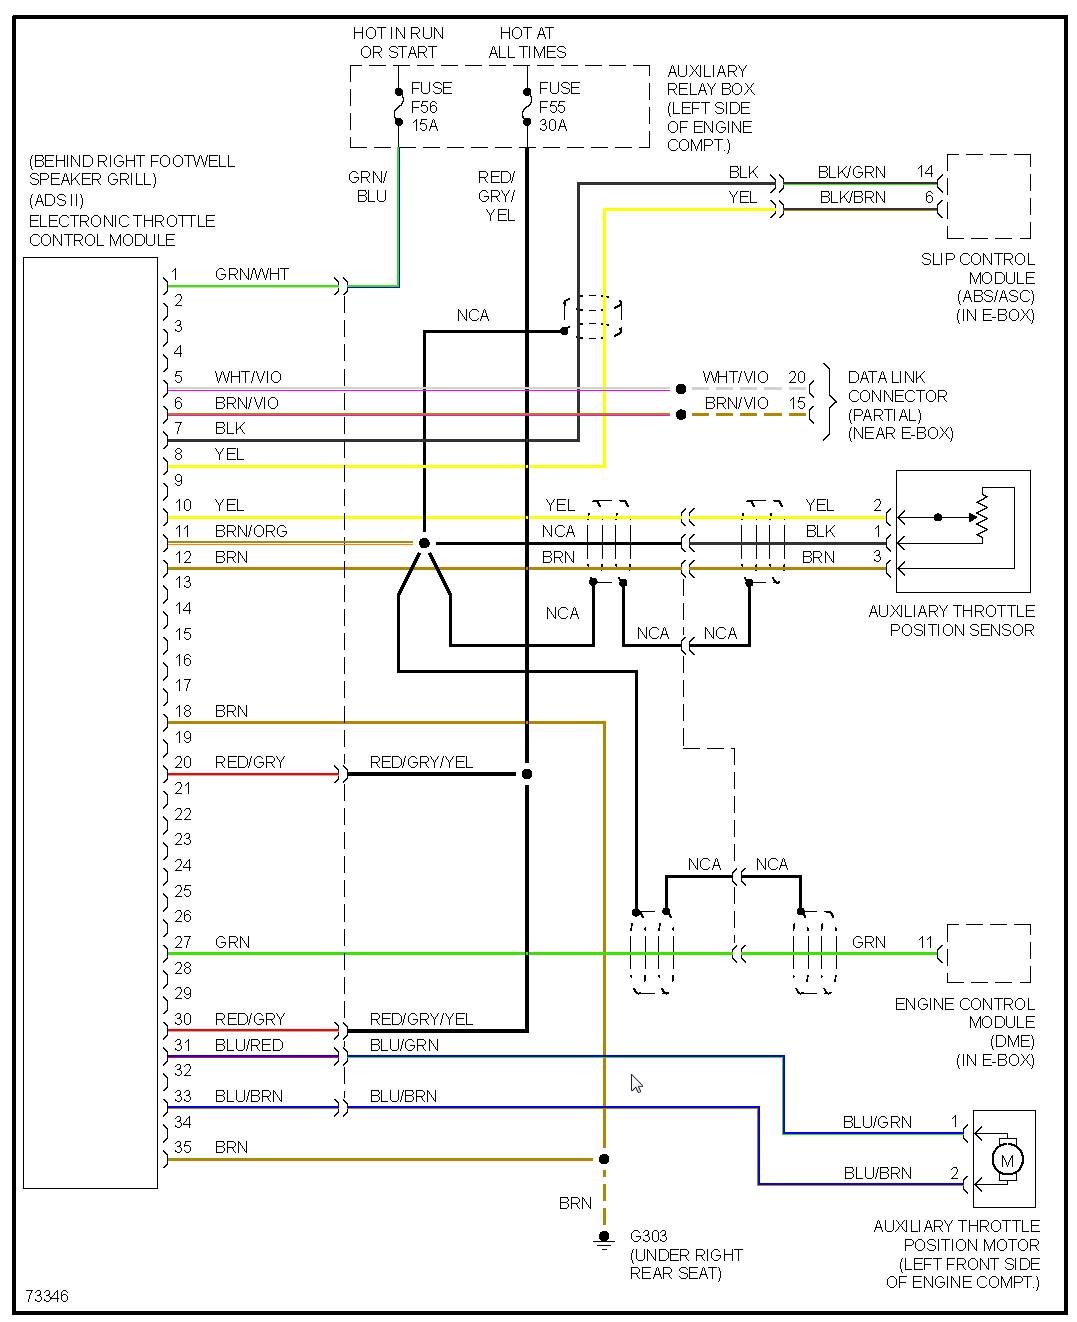 HOT IN RUN
OR START
HOT AT
ALL TIMES
FUSE
F56
15A
FUSE
F55
30A
AUXILIARY
RELAY BOX
(LEFT SIDE
OF ENGINE
COMPT.)
(BEHIND RIGHT FOOTWELL
SPEAKER GRILL)
(ADS II)
ELECTRONIC THROTTLE
CONTROL MODULE
GRN/
BLU
RED/
GRY/
YEL
BLK
BLK/GRN 14
YEL
BLK/BRN 6
SLIP CONTROL
MODULE
(ABS/ASC)
(IN E-BOX)
1 GRN/WHT
2
3
NCA
4
5 WHT/VIO
WHT/VIO 20
6 BRN/VIO
BRN/VIO 15
DATA LINK
CONNECTOR
(PARTIAL)
(NEAR E-BOX)
7 BLK
8 YEL
9
10 YEL
YEL
YEL 2
11 BRN/ORG
NCA
BLK 1
12 BRN
BRN
BRN 3
13
14
15
NCA
NCA
NCA
AUXILIARY THROTTLE
POSITION SENSOR
16
17
18 BRN
19
20 RED/GRY
RED/GRY/YEL
21
22
23
24
NCA
NCA
25
26
27 GRN
GRN 11
28
29
ENGINE CONTROL
MODULE
(DME)
(IN E-BOX)
30 RED/GRY
RED/GRY/YEL
31 BLU/RED
BLU/GRN
32
33 BLU/BRN
BLU/BRN
34
35 BRN
BLU/GRN 1
BLU/BRN 2
M
BRN
G303
(UNDER RIGHT
REAR SEAT)
AUXILIARY THROTTLE
POSITION MOTOR
(LEFT FRONT SIDE
OF ENGINE COMPT.)
73346